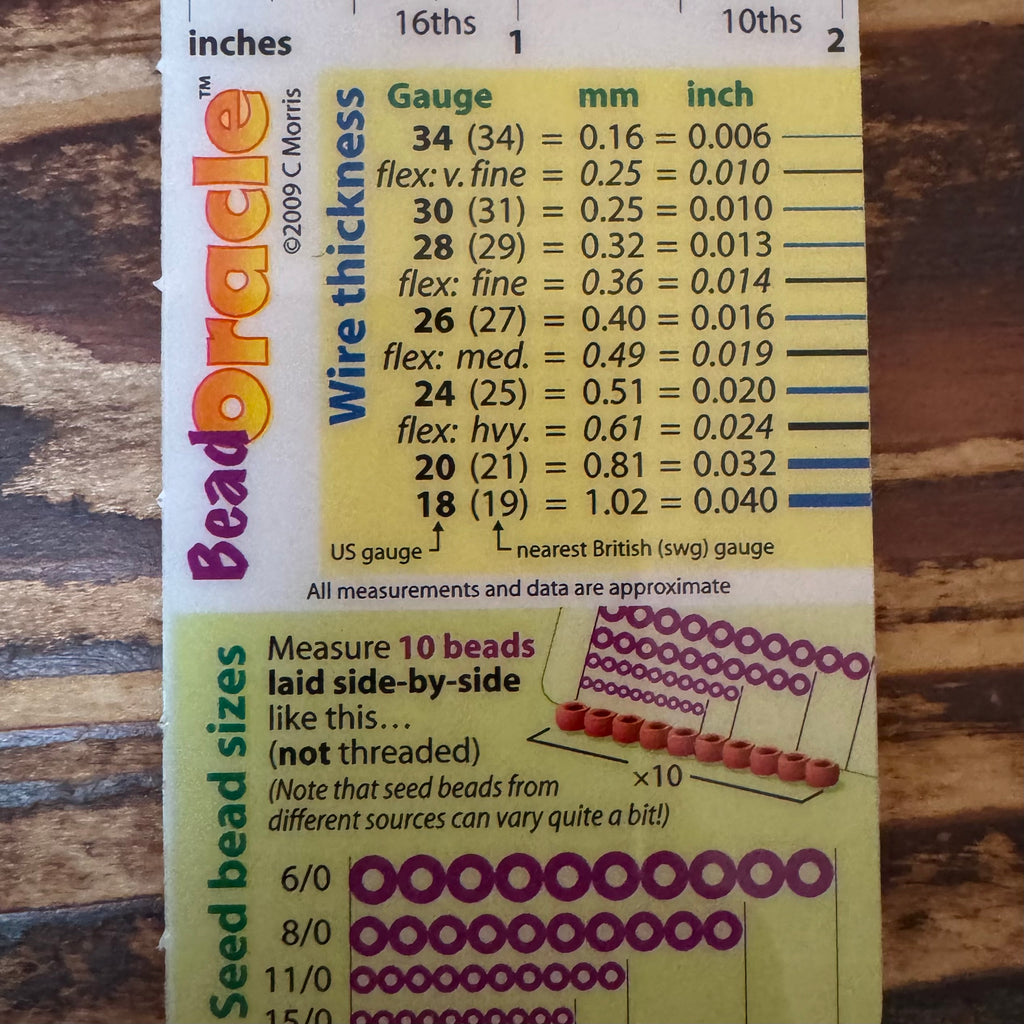 16ths 10ths
inches 1 2
BeadOracle™
©2009 C Morris
Wire thickness
Gauge mm inch
34 (34) = 0.16 = 0.006
flex: v. fine = 0.25 = 0.010
30 (31) = 0.25 = 0.010
28 (29) = 0.32 = 0.013
flex: fine = 0.36 = 0.014
26 (27) = 0.40 = 0.016
flex: med. = 0.49 = 0.019
24 (25) = 0.51 = 0.020
flex: hvy. = 0.61 = 0.024
20 (21) = 0.81 = 0.032
18 (19) = 1.02 = 0.040
US gauge nearest British (swg) gauge
All measurements and data are approximate
Seed bead sizes
Measure 10 beads
laid side-by-side
like this...
(not threaded)
(Note that seed beads from
different sources can vary quite a bit!)
×10
6/0
8/0
11/0
15/0